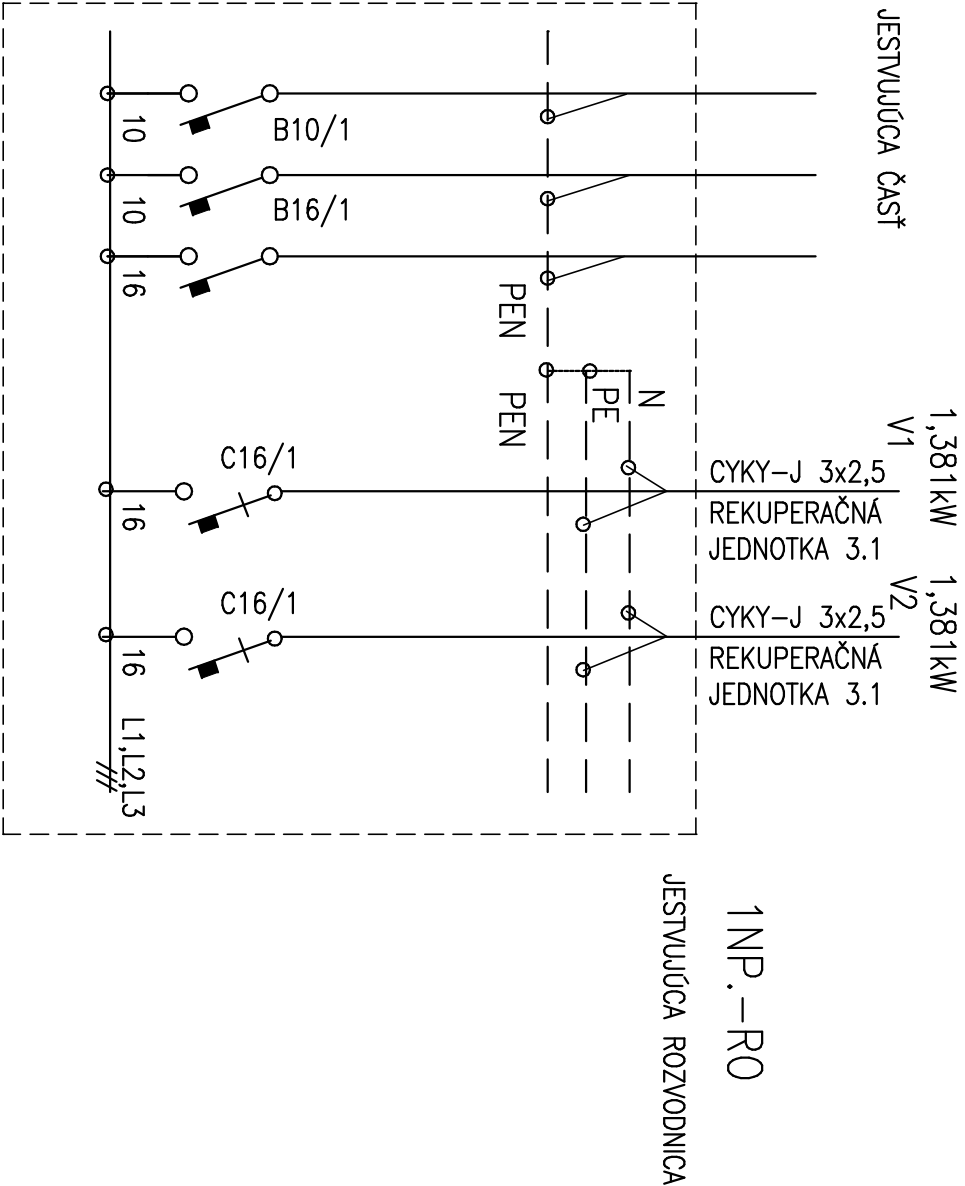 JESTVUJÚCA ČASŤ
10
B10/1
10
B16/1
16
PEN
PEN
PE
N
1,381kW
V1
C16/1
16
CYKY-J 3x2,5
REKUPERAČNÁ
JEDNOTKA 3.1
1,381kW
V2
C16/1
16
CYKY-J 3x2,5
REKUPERAČNÁ
JEDNOTKA 3.1
L1,L2,L3
1NP.-RO
JESTVUJÚCA ROZVODNICA